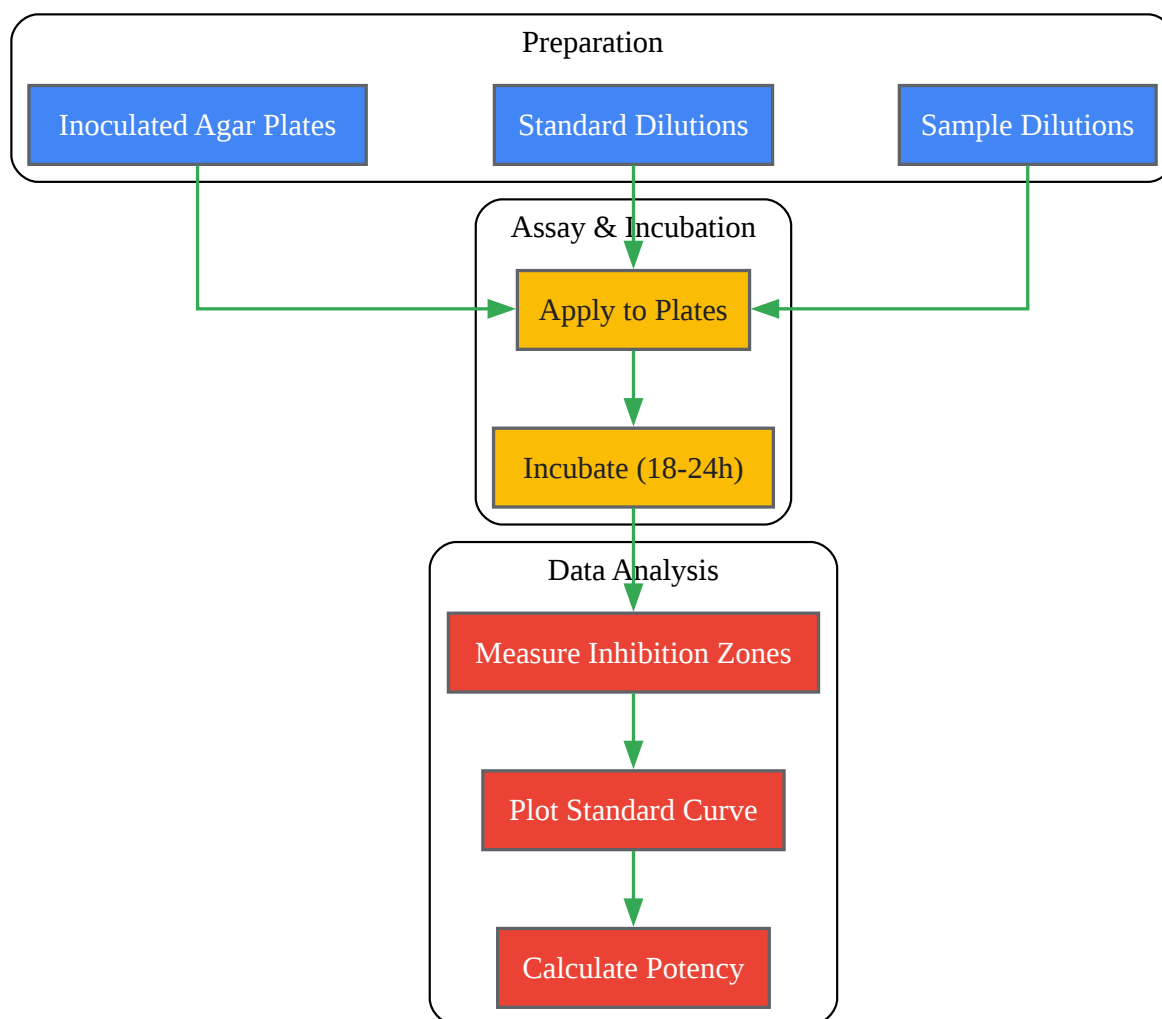 Preparation
Inoculated Agar Plates
Standard Dilutions
Sample Dilutions
Assay & Incubation
Apply to Plates
Incubate (18-24h)
Data Analysis
Measure Inhibition Zones
Plot Standard Curve
Calculate Potency